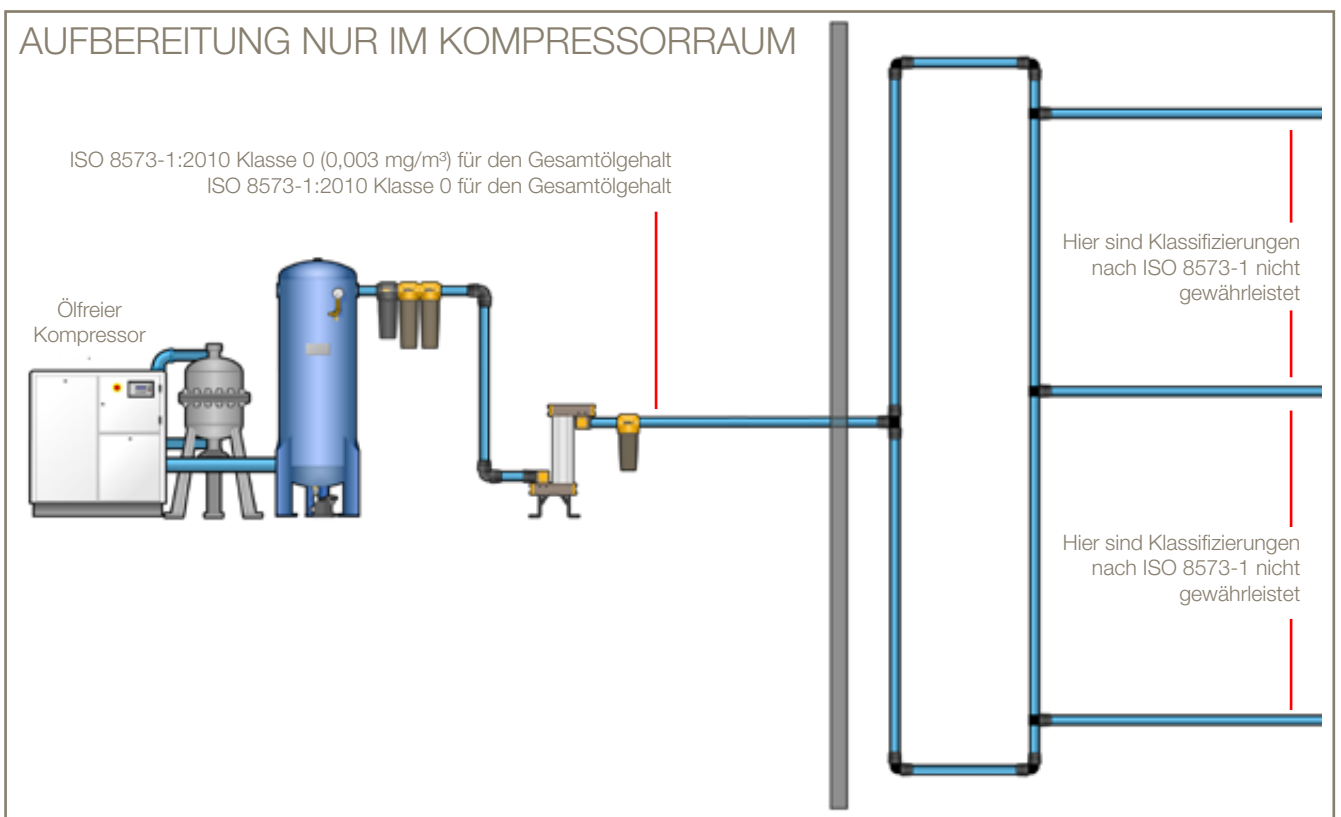 AUFBEREITUNG NUR IM KOMPRESSORRAUM
ISO 8573-1:2010 Klasse 0 (0,003 mg/m³) für den Gesamtölgehalt
ISO 8573-1:2010 Klasse 0 für den Gesamtölgehalt
Ölfreier
Kompressor
Hier sind Klassifizierungen
nach ISO 8573-1 nicht
gewährleistet
Hier sind Klassifizierungen
nach ISO 8573-1 nicht
gewährleistet